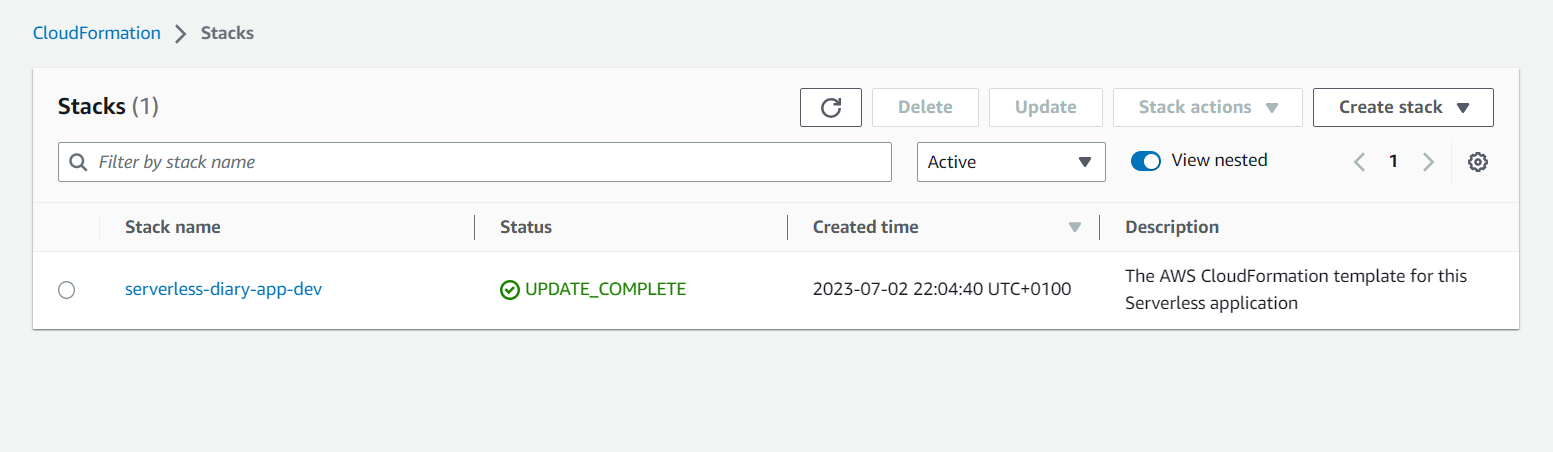 CloudFormation > Stacks
Stacks (1)
Delete
Update
Stack actions
Create stack
Filter by stack name
Active
View nested
1
Stack name
Status
Created time
Description
serverless-diary-app-dev
UPDATE_COMPLETE
2023-07-02 22:04:40 UTC+0100
The AWS CloudFormation template for this
Serverless application